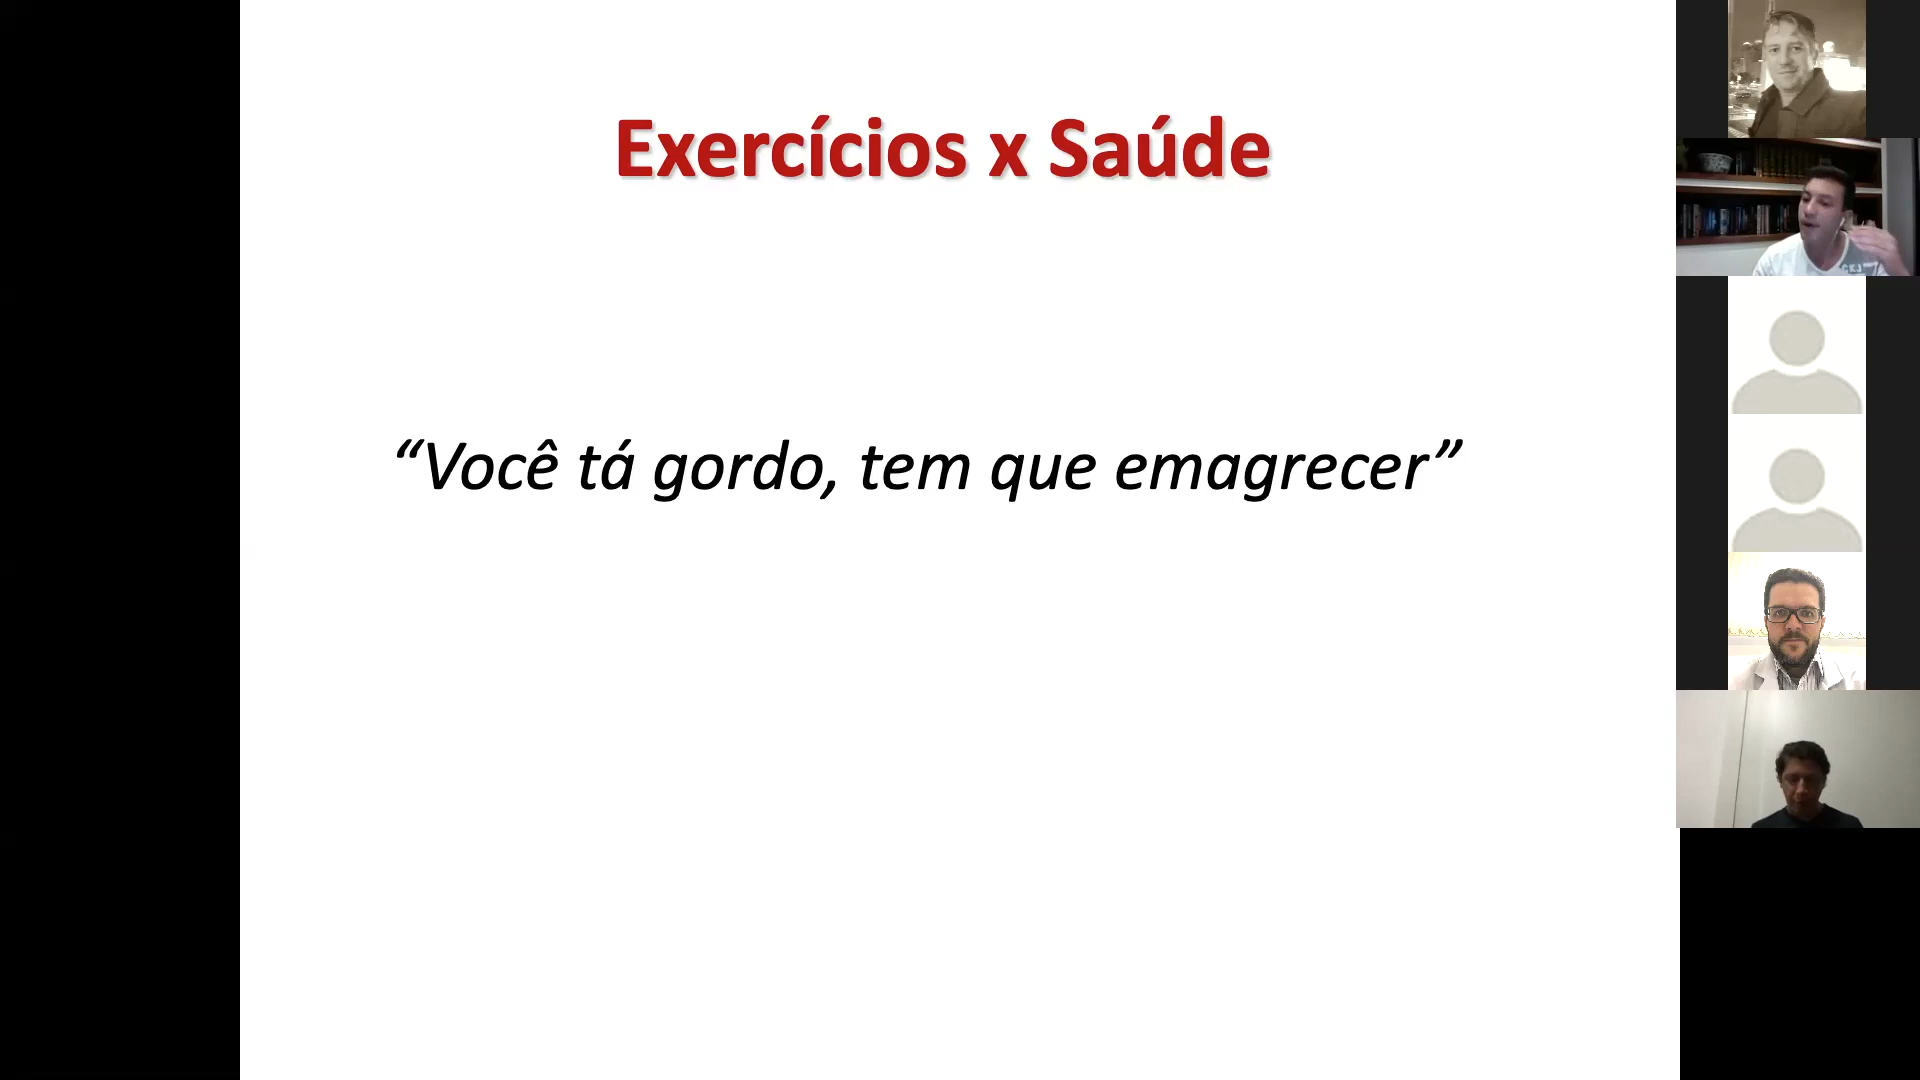 Exercícios x Saúde
“Você tá gordo, tem que emagrecer”